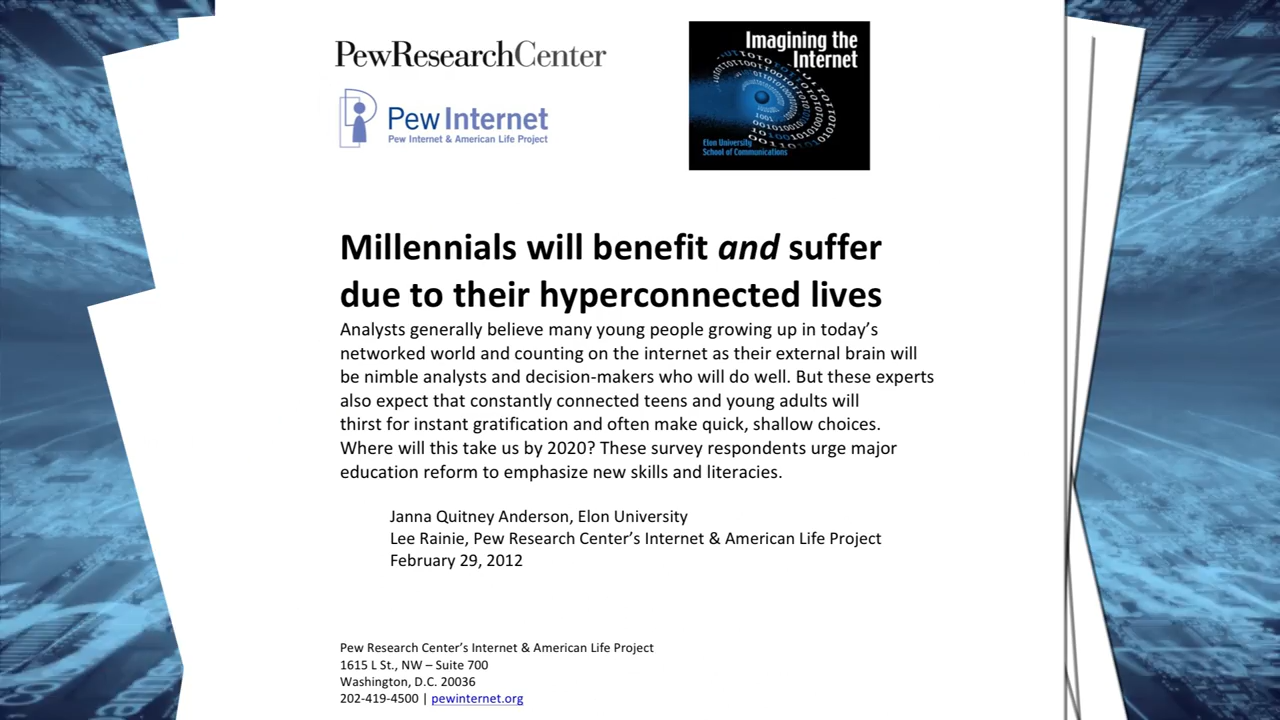 PewResearchCenter
Imagining the
Internet
Pew Internet
Pew Internet & American Life Project
Elon University
School of Communications
Millennials will benefit and suffer
due to their hyperconnected lives
Analysts generally believe many young people growing up in today’s
networked world and counting on the internet as their external brain will
be nimble analysts and decision-makers who will do well. But these experts
also expect that constantly connected teens and young adults will
thirst for instant gratification and often make quick, shallow choices.
Where will this take us by 2020? These survey respondents urge major
education reform to emphasize new skills and literacies.
Janna Quitney Anderson, Elon University
Lee Rainie, Pew Research Center’s Internet & American Life Project
February 29, 2012
Pew Research Center’s Internet & American Life Project
1615 L St., NW – Suite 700
Washington, D.C. 20036
202-419-4500 | pewinternet.org